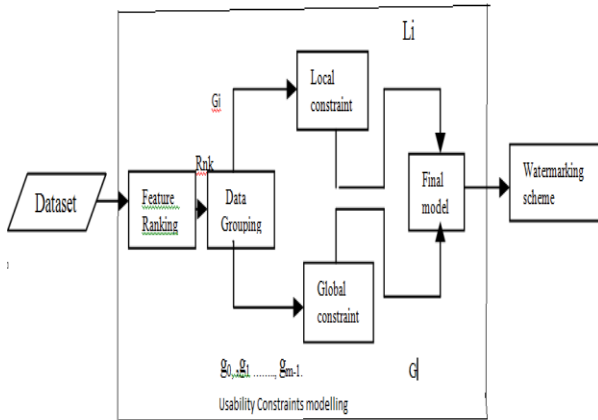 Li
Local
constraint
Gi
Rnk
Dataset
Feature
Ranking
Data
Grouping
Final
model
Watermarking
scheme
Global
constraint
g0, ,g1 ........, gm-1.
G
Usability Constraints modelling